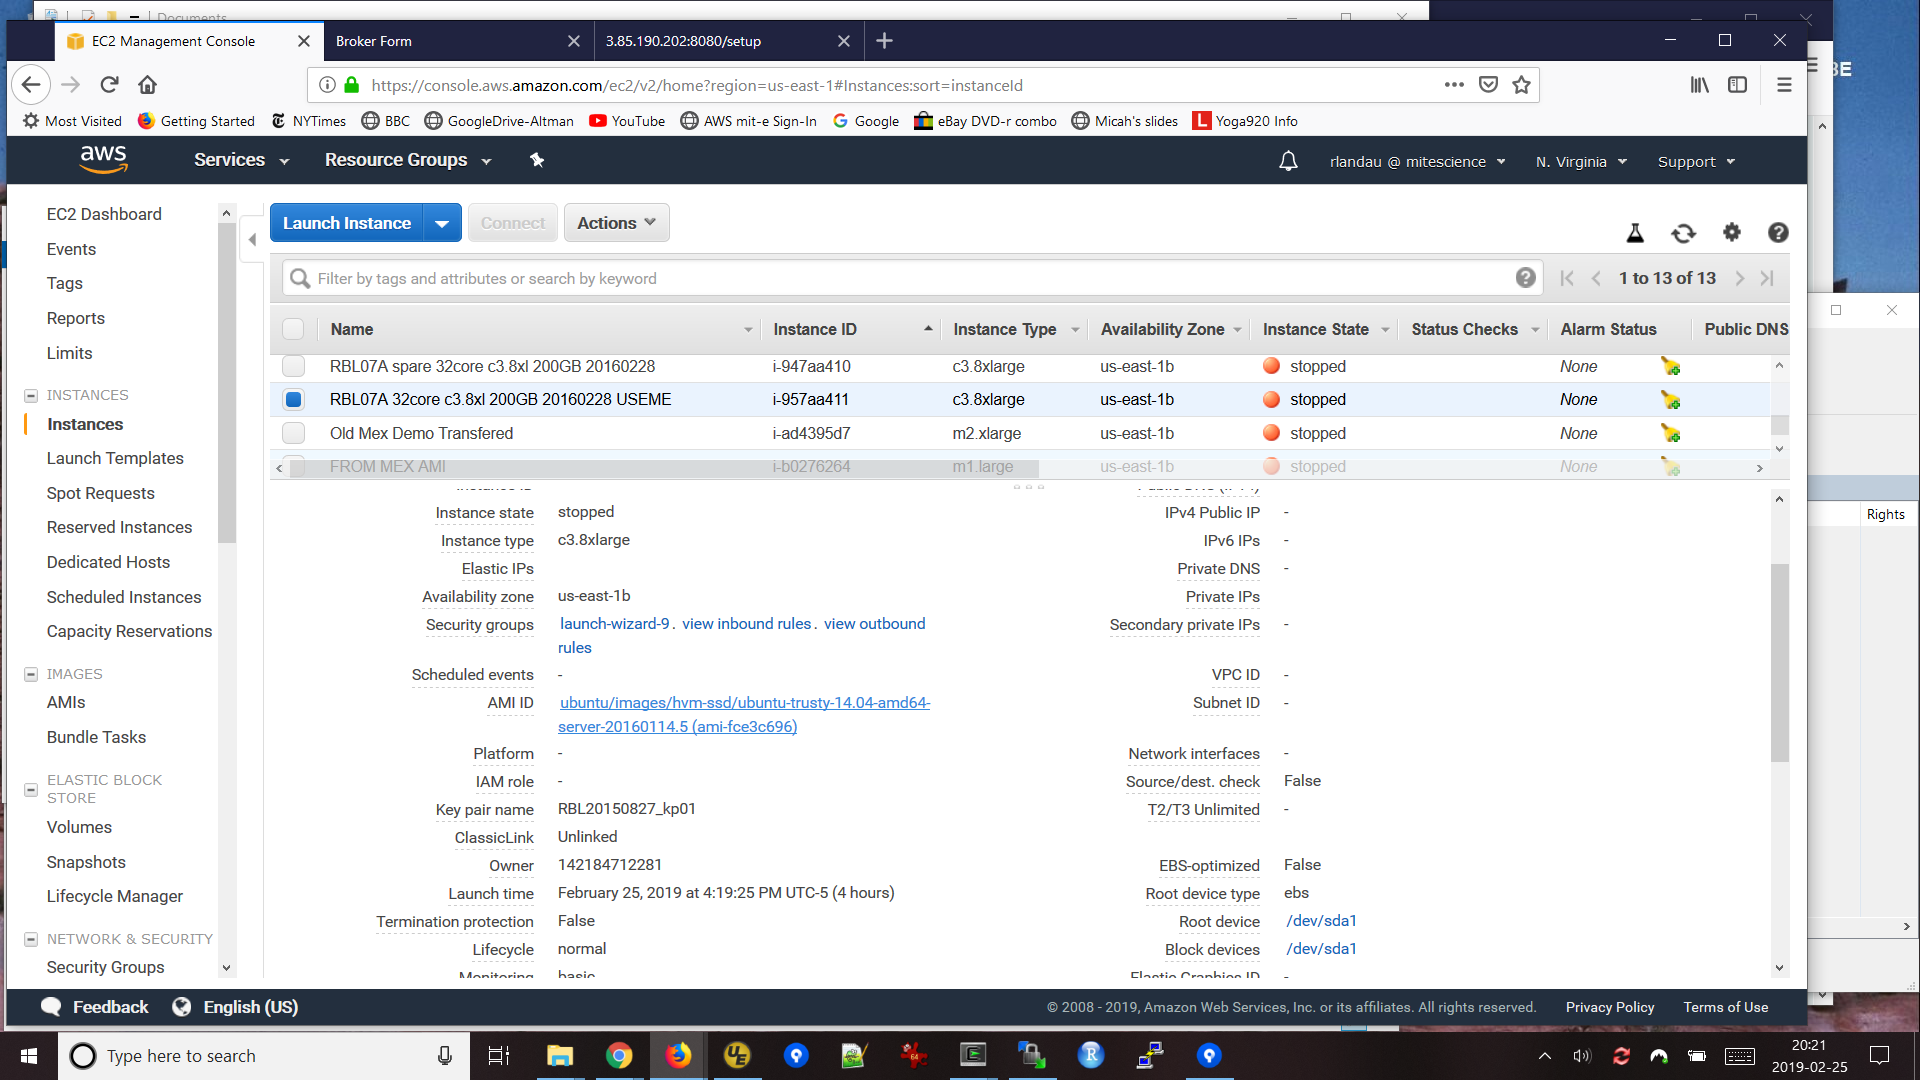 Documents
EC2 Management Console
Broker Form
3.85.190.202:8080/setup
https://console.aws.amazon.com/ec2/v2/home?region=us-east-1#Instances:sort=instanceId
Most Visited
Getting Started
NYTimes
BBC
GoogleDrive-Altman
YouTube
AWS mit-e Sign-In
Google
eBay DVD-r combo
Micah's slides
L Yoga920 Info
aws
Services
Resource Groups
rlandau @ mitescience
N. Virginia
Support
EC2 Dashboard
Events
Tags
Reports
Limits
INSTANCES
Instances
Launch Templates
Spot Requests
Reserved Instances
Dedicated Hosts
Scheduled Instances
Capacity Reservations
IMAGES
AMIs
Bundle Tasks
ELASTIC BLOCK
STORE
Volumes
Snapshots
Lifecycle Manager
NETWORK & SECURITY
Security Groups
Launch Instance
Connect
Actions
Filter by tags and attributes or search by keyword
1 to 13 of 13
Name Instance ID Instance Type Availability Zone Instance State Status Checks Alarm Status Public DNS
RBL07A spare 32core c3.8xl 200GB 20160228 i-947aa410 c3.8xlarge us-east-1b stopped None
RBL07A 32core c3.8xl 200GB 20160228 USEME i-957aa411 c3.8xlarge us-east-1b stopped None
Old Mex Demo Transfered i-ad4395d7 m2.xlarge us-east-1b stopped None
FROM MEX AMI i-b0276264 m1.large us-east-1b stopped None
Instance state stopped
Instance type c3.8xlarge
Elastic IPs
Availability zone us-east-1b
Security groups launch-wizard-9. view inbound rules. view outbound
rules
Scheduled events -
AMI ID ubuntu/images/hvm-ssd/ubuntu-trusty-14.04-amd64-
server-20160114.5 (ami-fce3c696)
Platform -
IAM role -
Key pair name RBL20150827_kp01
ClassicLink Unlinked
Owner 142184712281
Launch time February 25, 2019 at 4:19:25 PM UTC-5 (4 hours)
Termination protection False
Lifecycle normal
Monitoring basic
Public DNS (IPv4)
IPv4 Public IP -
IPv6 IPs -
Private DNS -
Private IPs
Secondary private IPs -
VPC ID -
Subnet ID -
Network interfaces -
Source/dest. check False
T2/T3 Unlimited -
EBS-optimized False
Root device type ebs
Root device /dev/sda1
Block devices /dev/sda1
Elastic Graphics ID -
Rights
Feedback
English (US)
© 2008 - 2019, Amazon Web Services, Inc. or its affiliates. All rights reserved.
Privacy Policy
Terms of Use
Type here to search
UE
64
R
20:21
2019-02-25